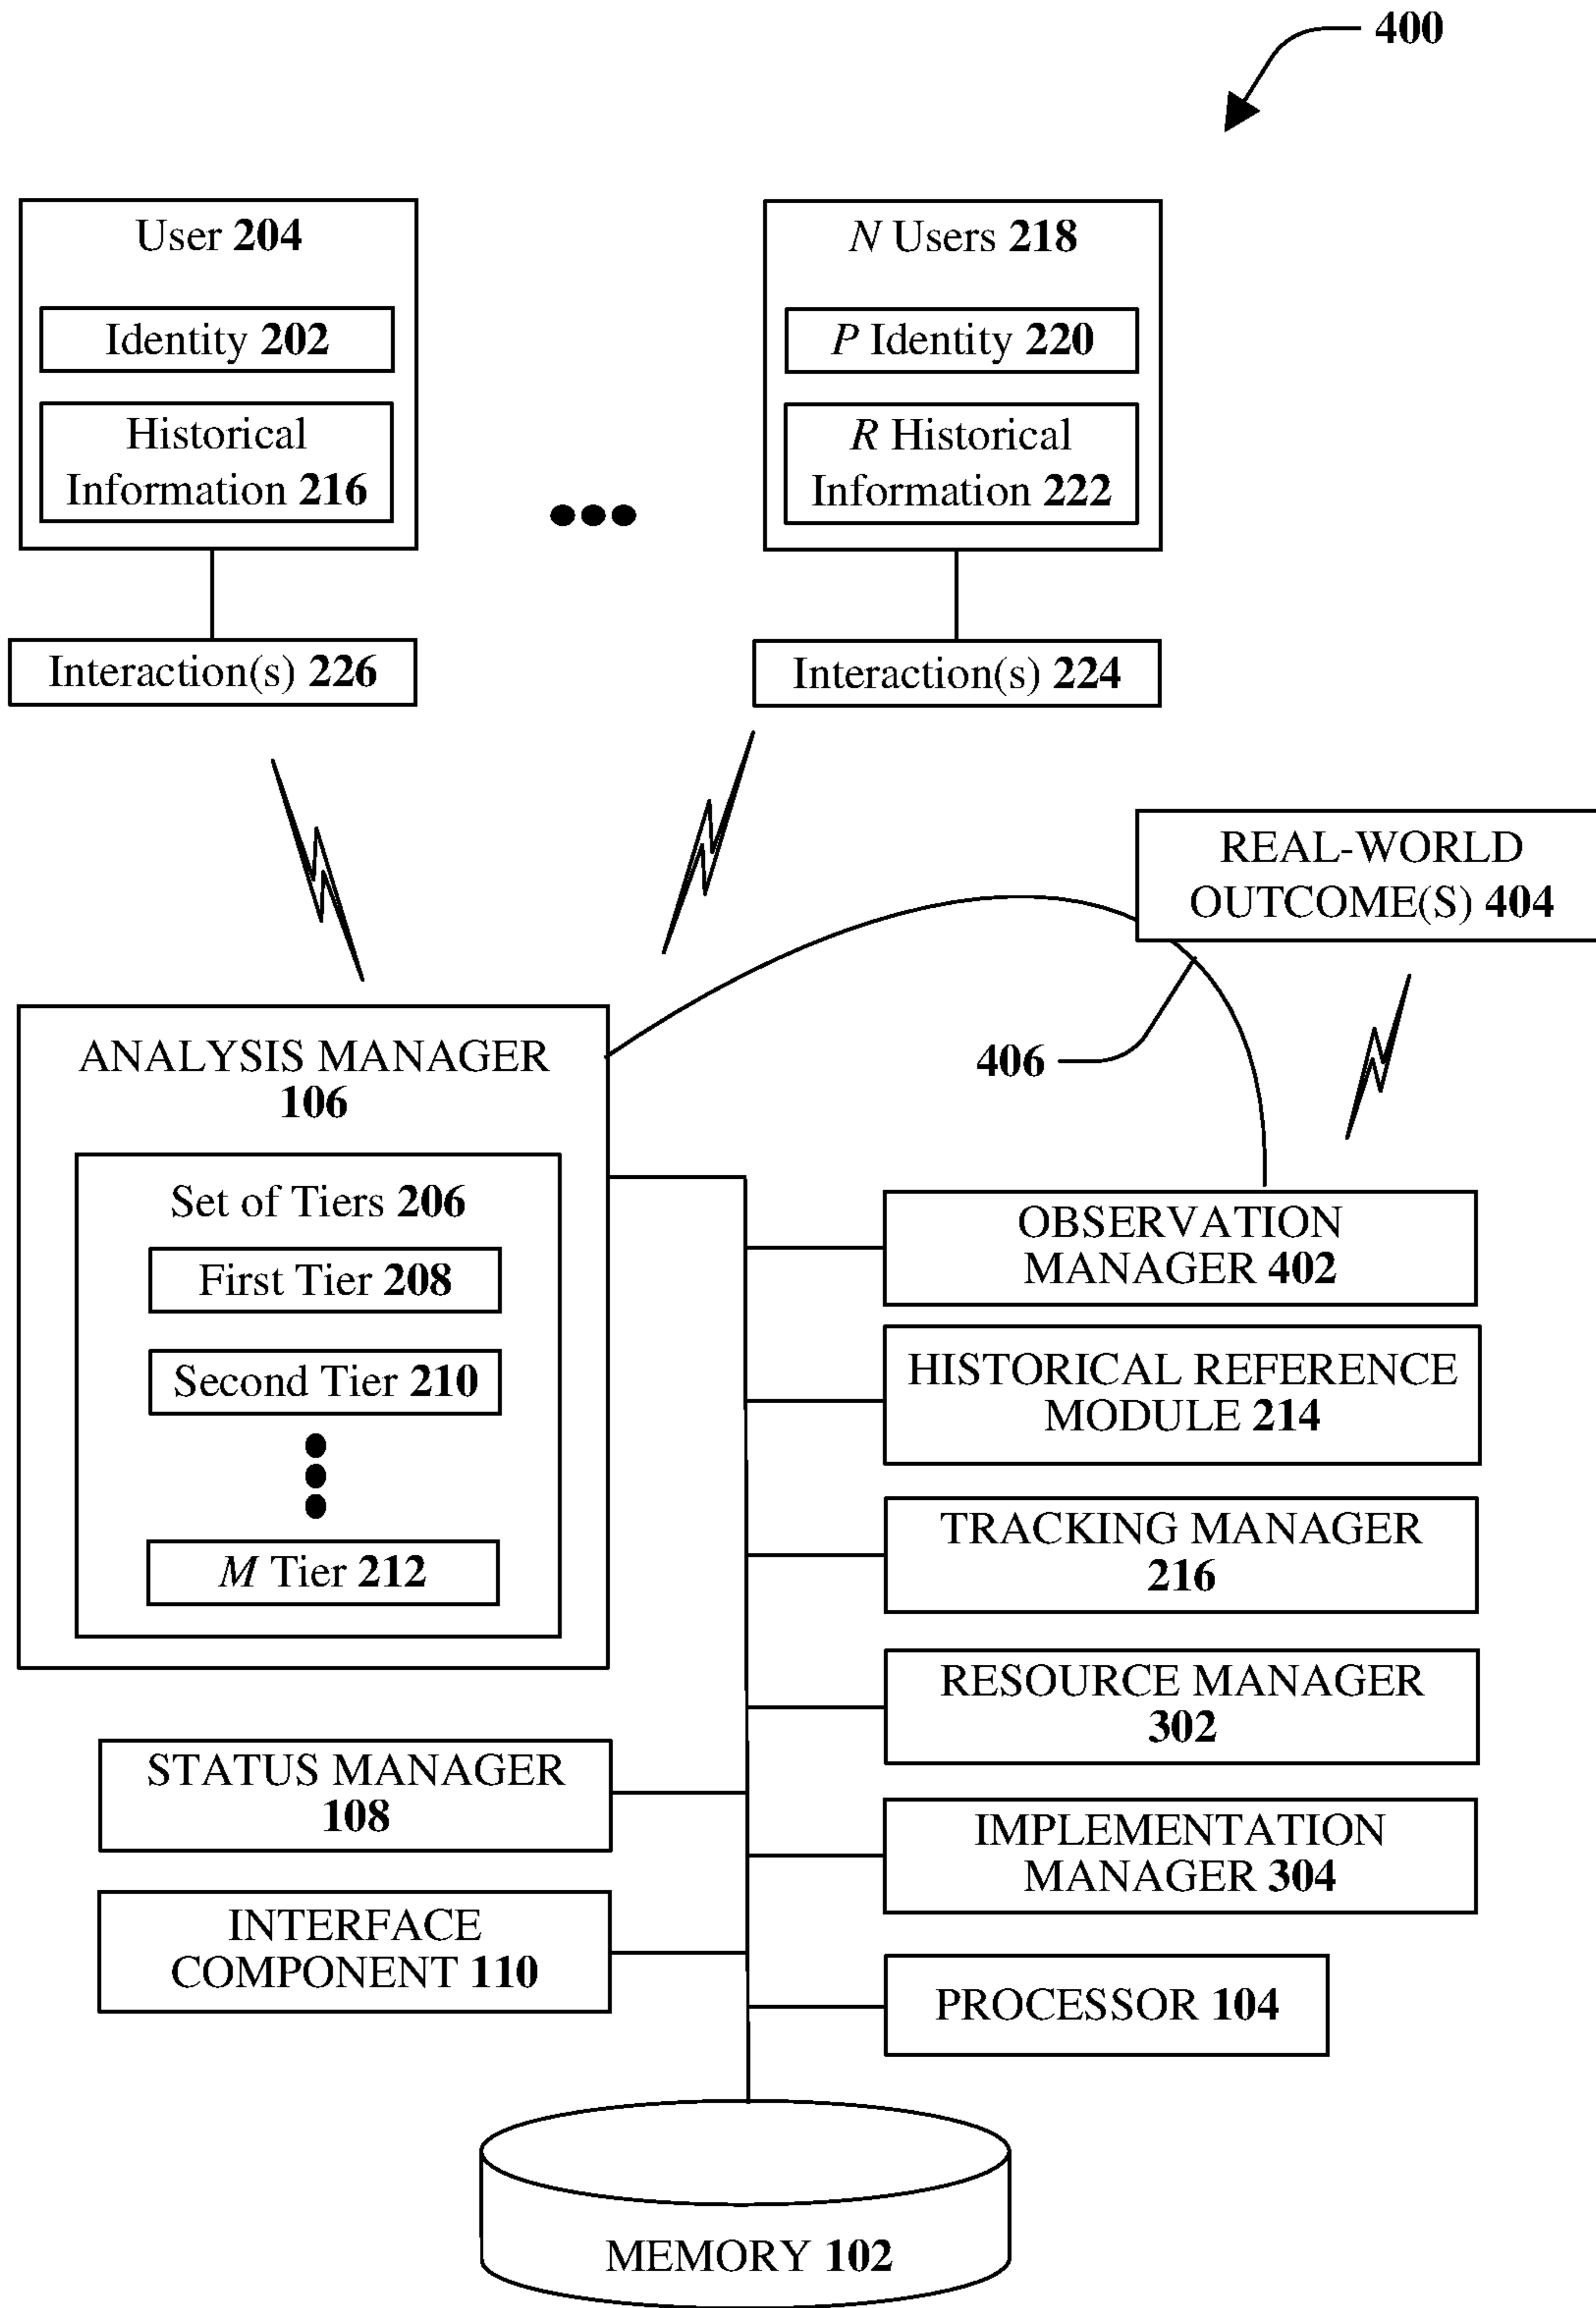 400
User 204
Identity 202
Historical
Information 216
N Users 218
P Identity 220
R Historical
Information 222
Interaction(s) 226
Interaction(s) 224
REAL-WORLD
OUTCOME(S) 404
406
ANALYSIS MANAGER
106
Set of Tiers 206
First Tier 208
Second Tier 210
M Tier 212
OBSERVATION
MANAGER 402
HISTORICAL REFERENCE
MODULE 214
TRACKING MANAGER
216
RESOURCE MANAGER
302
STATUS MANAGER
108
IMPLEMENTATION
MANAGER 304
INTERFACE
COMPONENT 110
PROCESSOR 104
MEMORY 102